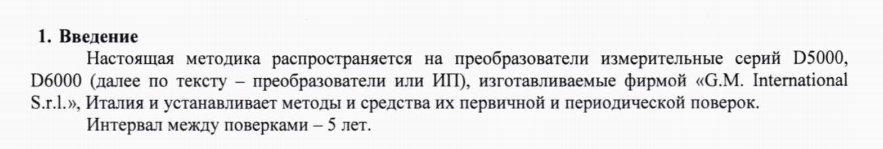 1. Введение
Настоящая методика распространяется на преобразователи измерительные серий D5000,
D6000 (далее по тексту – преобразователи или ИП), изготавливаемые фирмой «G.M. International
S.r.l.», Италия и устанавливает методы и средства их первичной и периодической поверок.
Интервал между поверками – 5 лет.